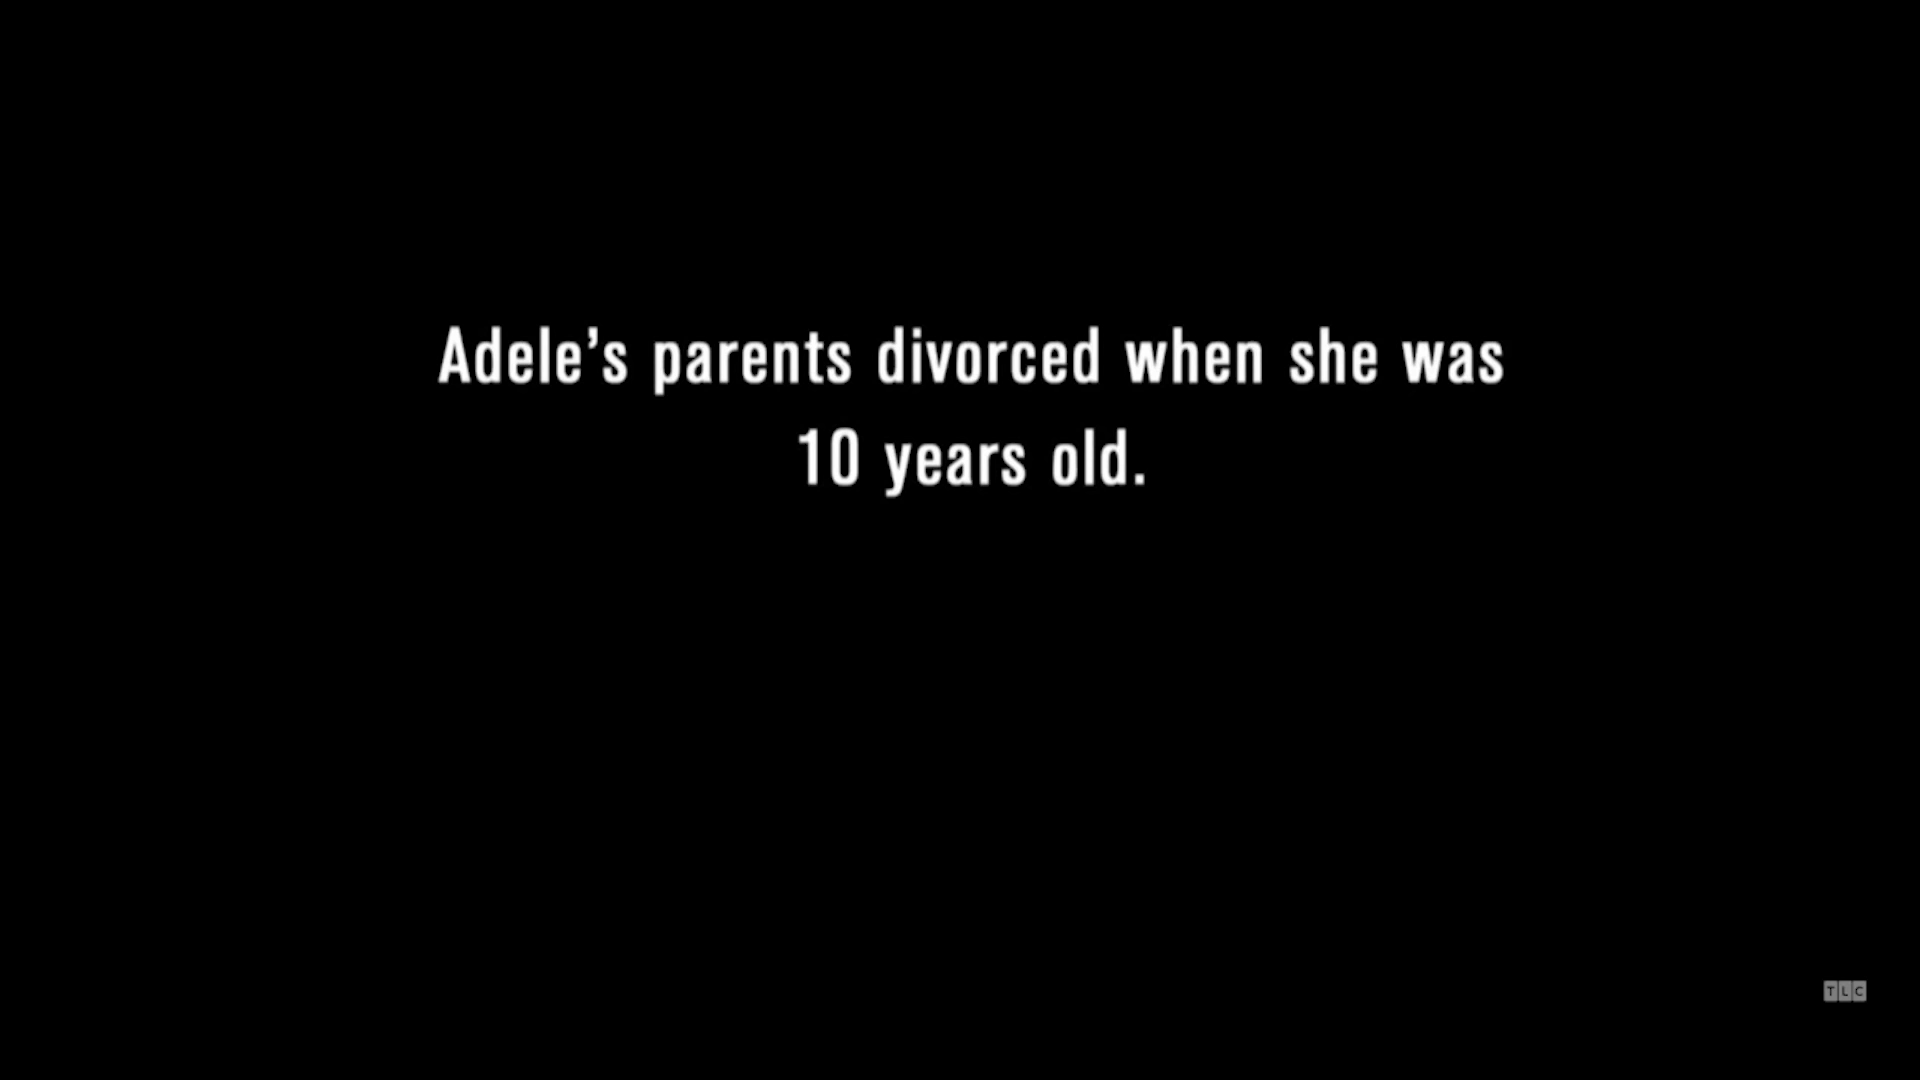 Adele’s parents divorced when she was
10 years old.
TLC